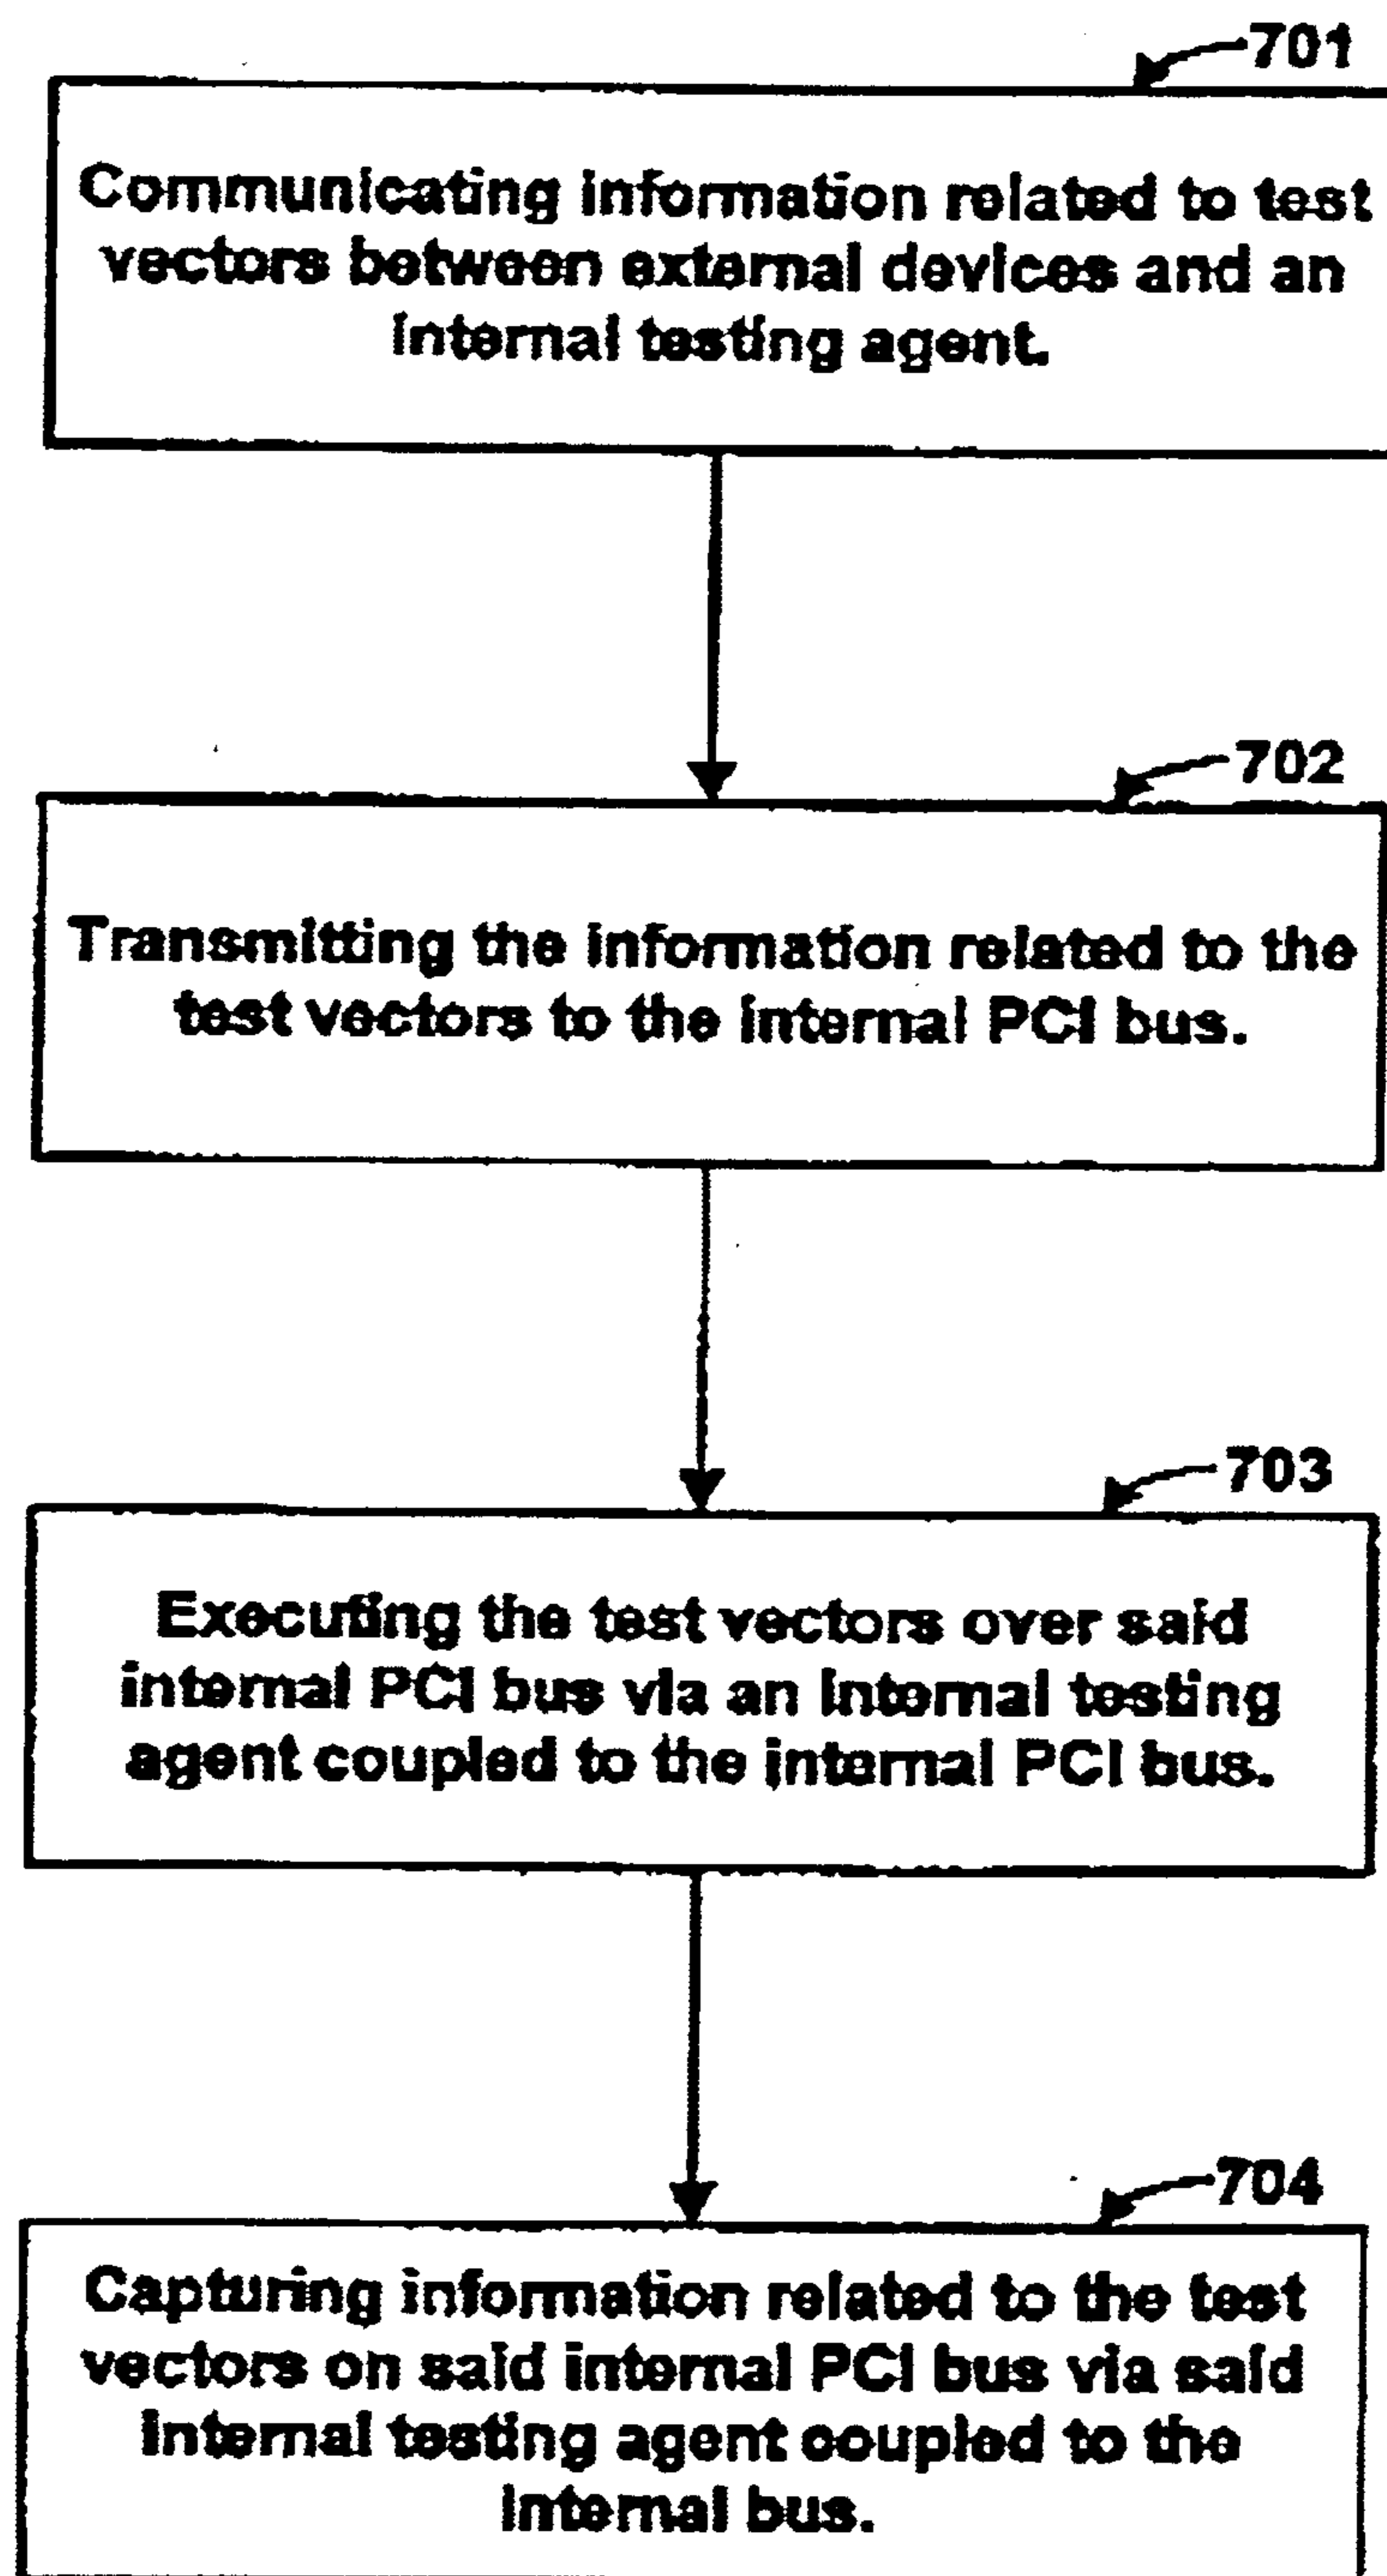 701
Communicating information related to test
vectors between external devices and an
internal testing agent.
702
Transmitting the information related to the
test vectors to the internal PCI bus.
703
Executing the test vectors over said
internal PCI bus via an internal testing
agent coupled to the internal PCI bus.
704
Capturing information related to the test
vectors on said internal PCI bus via said
internal testing agent coupled to the
internal bus.